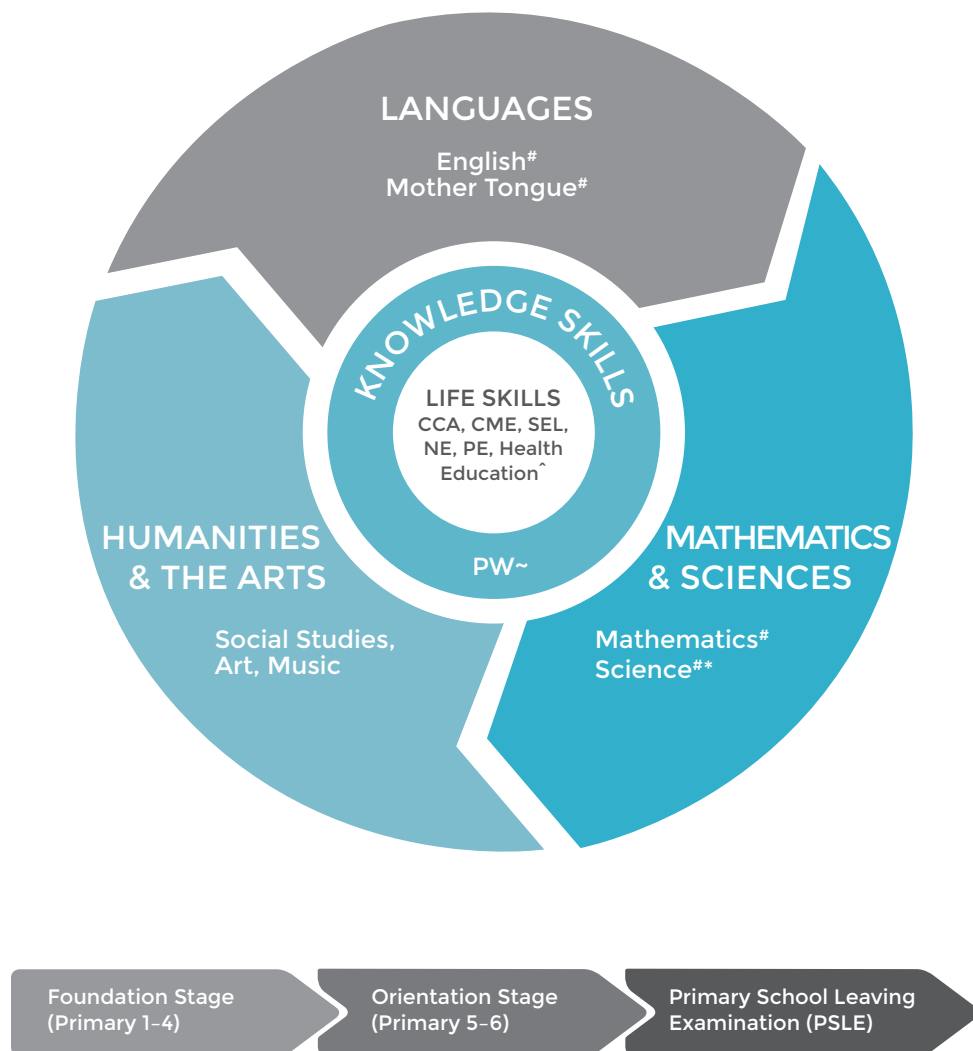 LANGUAGES
English#
Mother Tongue#
KNOWLEDGE SKILLS
LIFE SKILLS
CCA, CME, SEL,
NE, PE, Health
Education^
PW~
HUMANITIES
& THE ARTS
Social Studies,
Art, Music
MATHEMATICS
& SCIENCES
Mathematics#
Science#*
Foundation Stage
(Primary 1–4)
Orientation Stage
(Primary 5–6)
Primary School Leaving
Examination (PSLE)